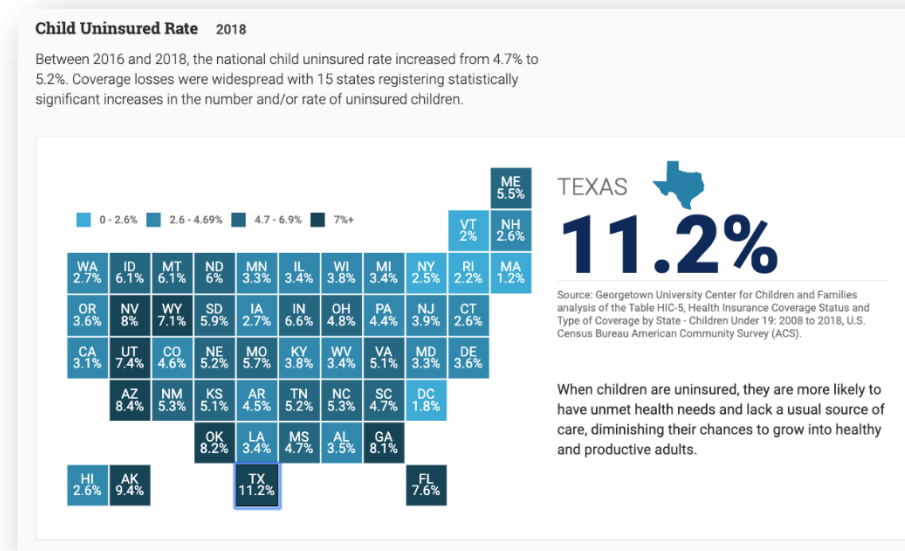 Child Uninsured Rate 2018
Between 2016 and 2018, the national child uninsured rate increased from 4.7% to
5.2%. Coverage losses were widespread with 15 states registering statistically
significant increases in the number and/or rate of uninsured children.
0 - 2.6% 2.6 - 4.69% 4.7 - 6.9% 7%+
ME
5.5%
VT NH
2% 2.6%
WA ID MT ND MN IL WI MI NY RI MA
2.7% 6.1% 6.1% 6% 3.3% 3.4% 3.8% 3.4% 2.5% 2.2% 1.2%
OR NV WY SD IA IN OH PA NJ CT
3.6% 8% 7.1% 5.9% 2.7% 6.6% 4.8% 4.4% 3.9% 2.6%
CA UT CO NE MO KY WV VA MD DE
3.1% 7.4% 4.6% 5.2% 5.7% 3.8% 3.4% 5.1% 3.3% 3.6%
AZ NM KS AR TN NC SC DC
8.4% 5.3% 5.1% 4.5% 5.2% 5.3% 4.7% 1.8%
OK LA MS AL GA
8.2% 3.4% 4.7% 3.5% 8.1%
HI AK TX FL
2.6% 9.4% 11.2% 7.6%
TEXAS
11.2%
Source: Georgetown University Center for Children and Families
analysis of the Table HIC-5, Health Insurance Coverage Status and
Type of Coverage by State - Children Under 19: 2008 to 2018, U.S.
Census Bureau American Community Survey (ACS).
When children are uninsured, they are more likely to
have unmet health needs and lack a usual source of
care, diminishing their chances to grow into healthy
and productive adults.